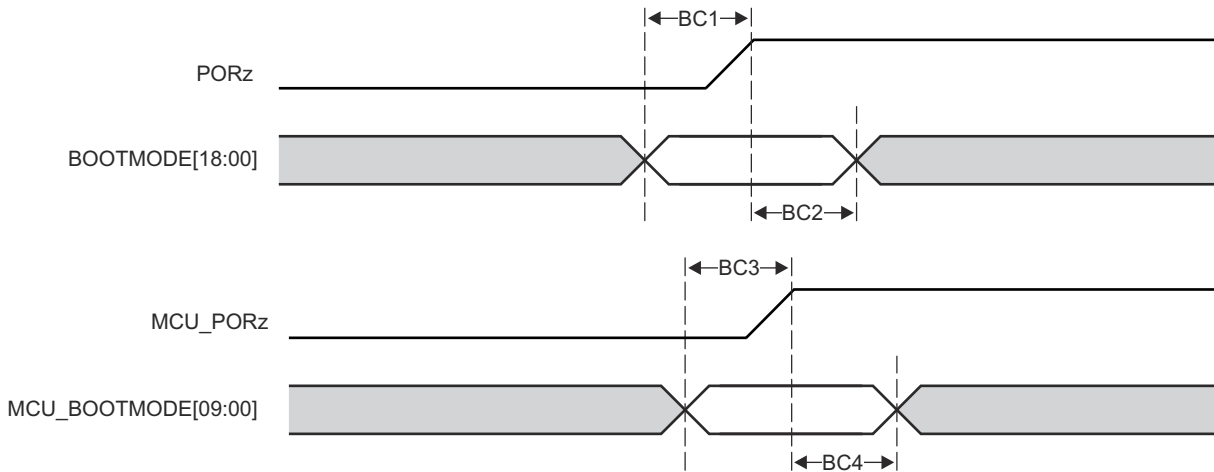 BC1
PORz
BOOTMODE[18:00]
BC2
BC3
MCU_PORz
MCU_BOOTMODE[09:00]
BC4